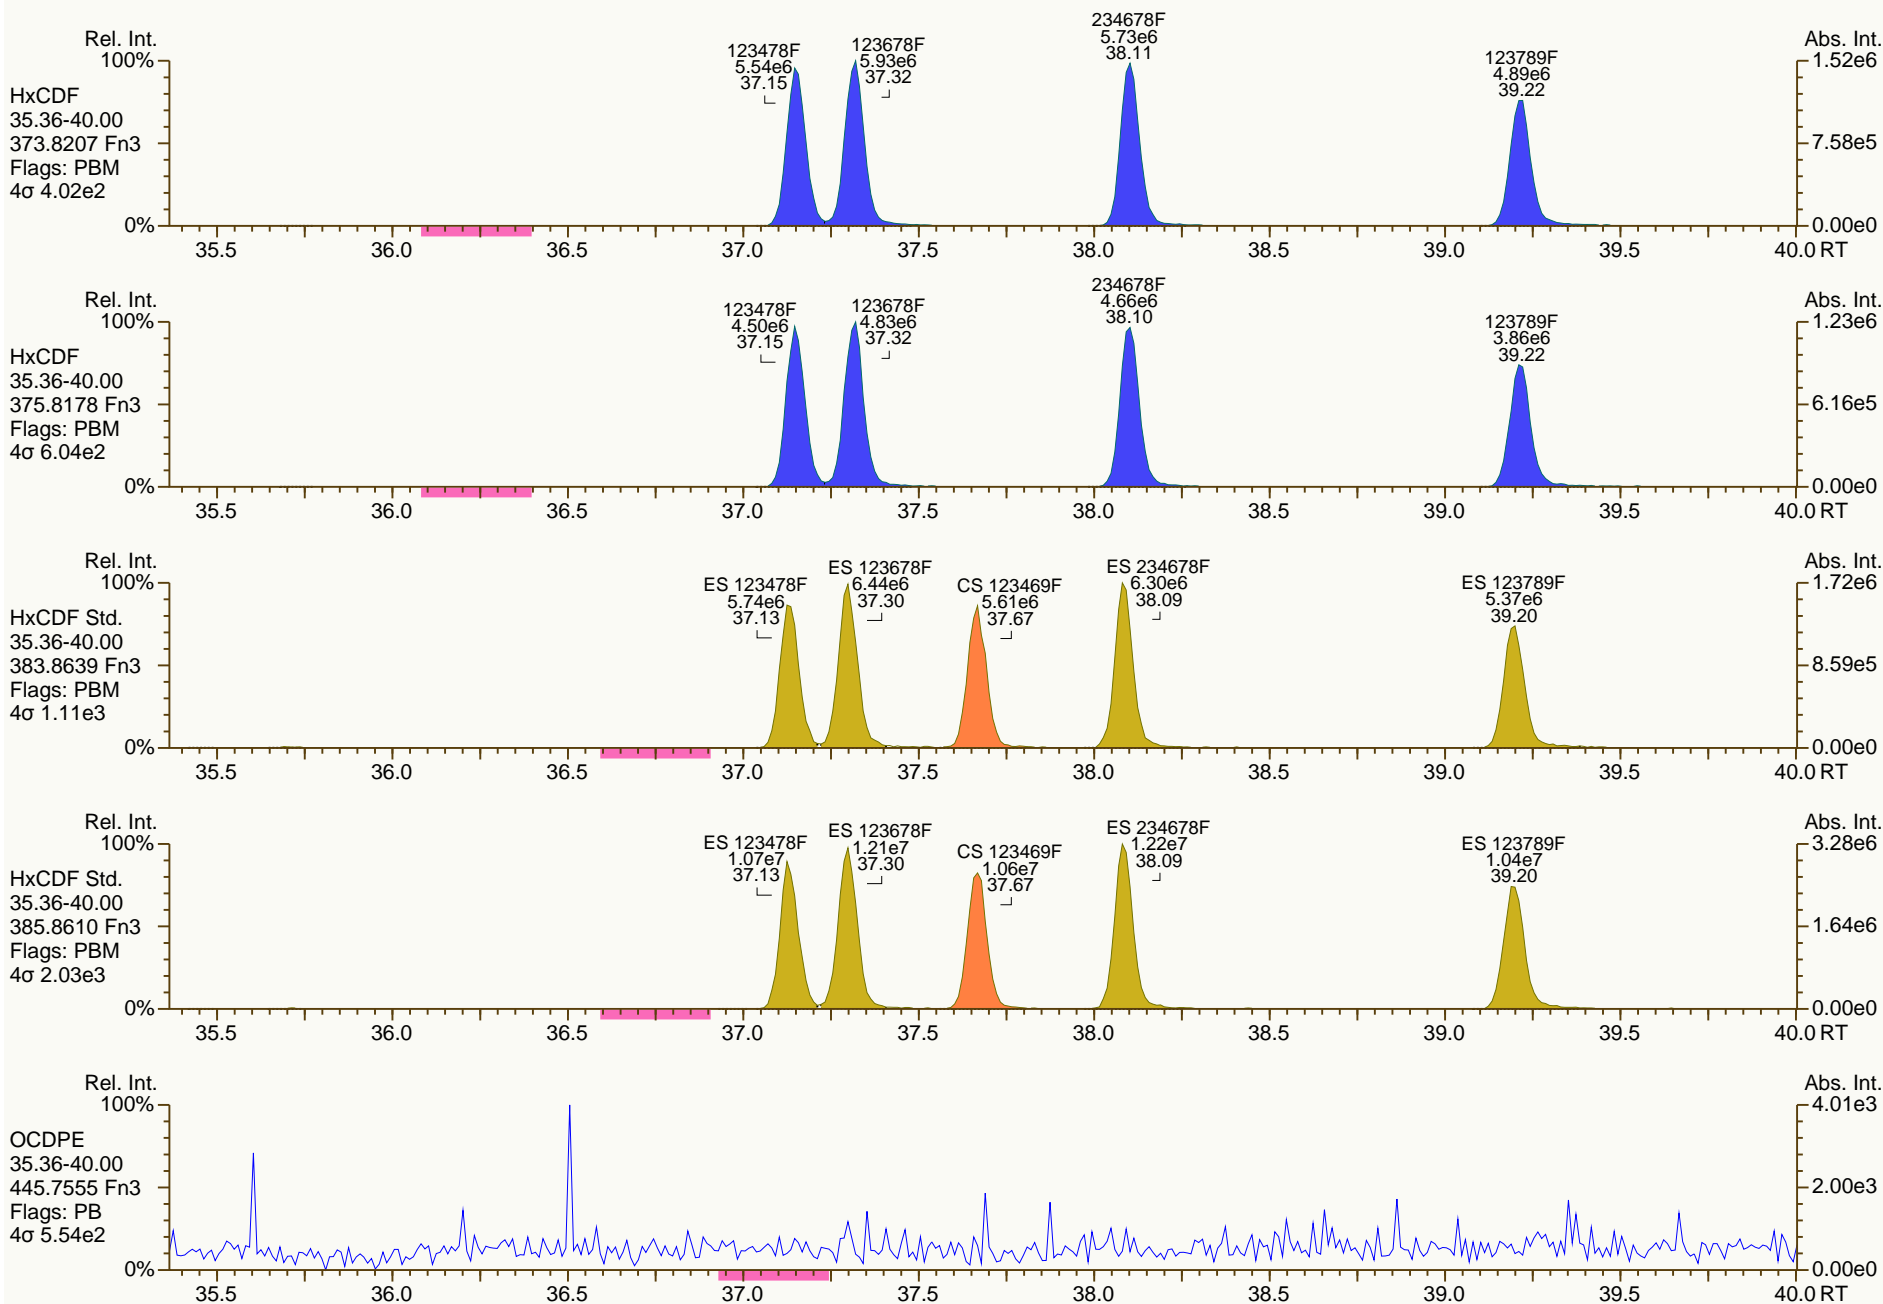 Rel. Int.
100%
0%
HxCDF
35.36-40.00
373.8207 Fn3
Flags: PBM
4σ 4.02e2
123478F
5.54e6
37.15
123678F
5.93e6
37.32
234678F
5.73e6
38.11
123789F
4.89e6
39.22
Abs. Int.
1.52e6
7.58e5
0.00e0
35.5 36.0 36.5 37.0 37.5 38.0 38.5 39.0 39.5 40.0 RT
Rel. Int.
100%
0%
HxCDF
35.36-40.00
375.8178 Fn3
Flags: PBM
4σ 6.04e2
123478F
4.50e6
37.15
123678F
4.83e6
37.32
234678F
4.66e6
38.10
123789F
3.86e6
39.22
Abs. Int.
1.23e6
6.16e5
0.00e0
35.5 36.0 36.5 37.0 37.5 38.0 38.5 39.0 39.5 40.0 RT
Rel. Int.
100%
0%
HxCDF Std.
35.36-40.00
383.8639 Fn3
Flags: PBM
4σ 1.11e3
ES 123478F
5.74e6
37.13
ES 123678F
6.44e6
37.30
CS 123469F
5.61e6
37.67
ES 234678F
6.30e6
38.09
ES 123789F
5.37e6
39.20
Abs. Int.
1.72e6
8.59e5
0.00e0
35.5 36.0 36.5 37.0 37.5 38.0 38.5 39.0 39.5 40.0 RT
Rel. Int.
100%
0%
HxCDF Std.
35.36-40.00
385.8610 Fn3
Flags: PBM
4σ 2.03e3
ES 123478F
1.07e7
37.13
ES 123678F
1.21e7
37.30
CS 123469F
1.06e7
37.67
ES 234678F
1.22e7
38.09
ES 123789F
1.04e7
39.20
Abs. Int.
3.28e6
1.64e6
0.00e0
35.5 36.0 36.5 37.0 37.5 38.0 38.5 39.0 39.5 40.0 RT
Rel. Int.
100%
0%
OCDPE
35.36-40.00
445.7555 Fn3
Flags: PB
4σ 5.54e2
Abs. Int.
4.01e3
2.00e3
0.00e0
35.5 36.0 36.5 37.0 37.5 38.0 38.5 39.0 39.5 40.0 RT